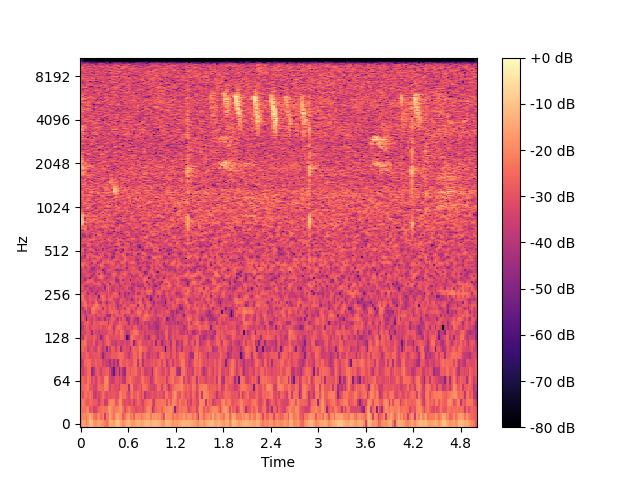 8192
4096
2048
1024
512
256
128
64
0
Hz
0 0.6 1.2 1.8 2.4 3 3.6 4.2 4.8
Time
+0 dB
-10 dB
-20 dB
-30 dB
-40 dB
-50 dB
-60 dB
-70 dB
-80 dB